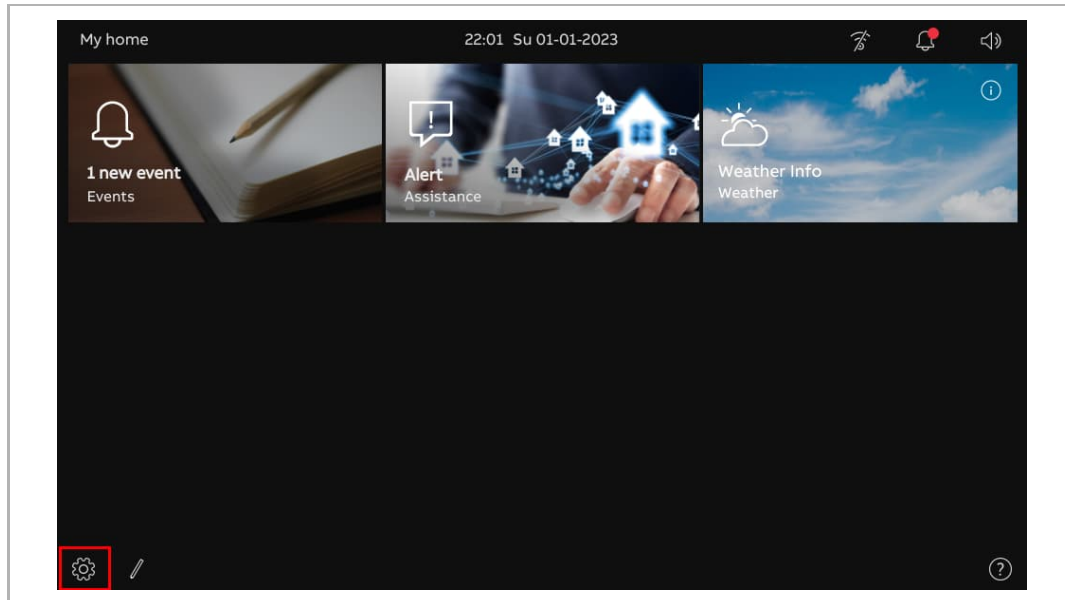 My home
22:01 Su 01-01-2023
1 new event
Events
Alert
Assistance
Weather Info
Weather